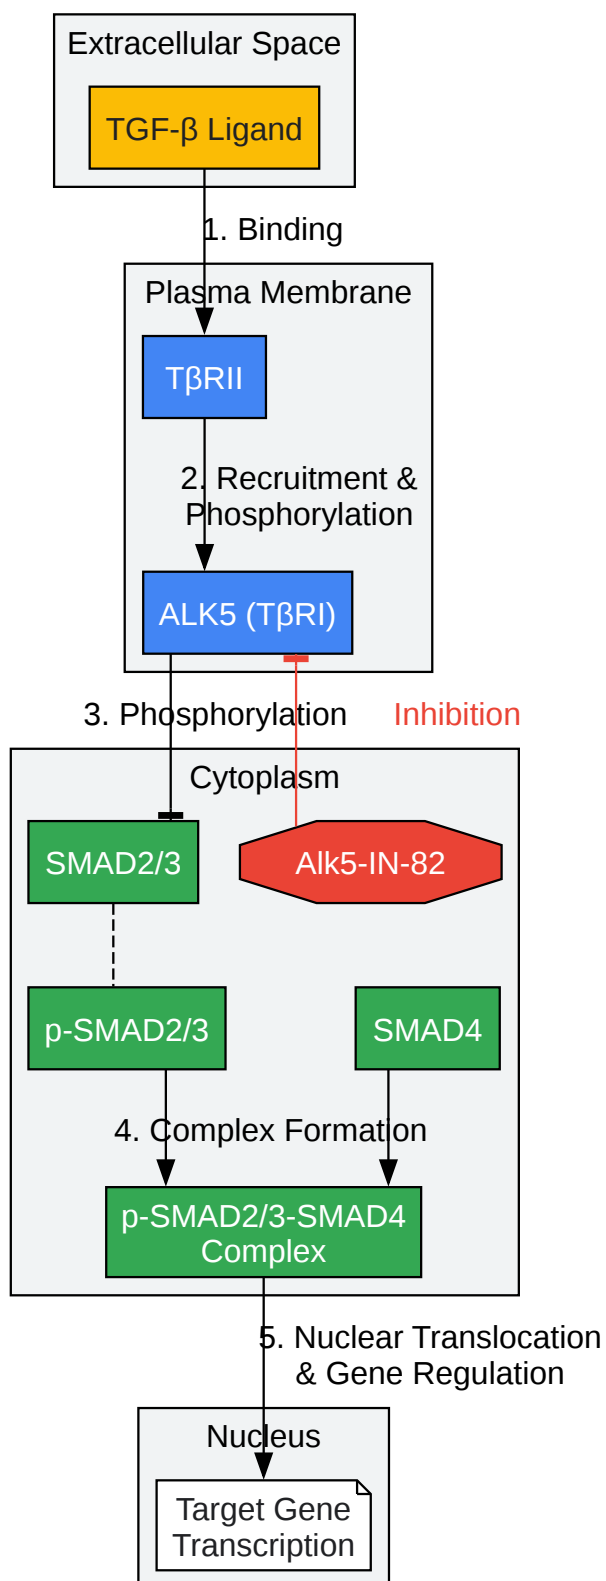 Extracellular Space
TGF-β Ligand
1. Binding
Plasma Membrane
TβRII
2. Recruitment &
Phosphorylation
ALK5 (TβRI)
3. Phosphorylation
Inhibition
Cytoplasm
SMAD2/3
Alk5-IN-82
p-SMAD2/3
SMAD4
4. Complex Formation
p-SMAD2/3-SMAD4
Complex
5. Nuclear Translocation
& Gene Regulation
Nucleus
Target Gene
Transcription